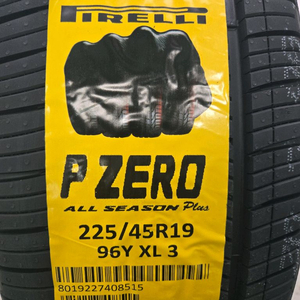 PIRELLI
P ZERO
ALL SEASON Plus
225/45R19
96Y XL 3
8019227408515